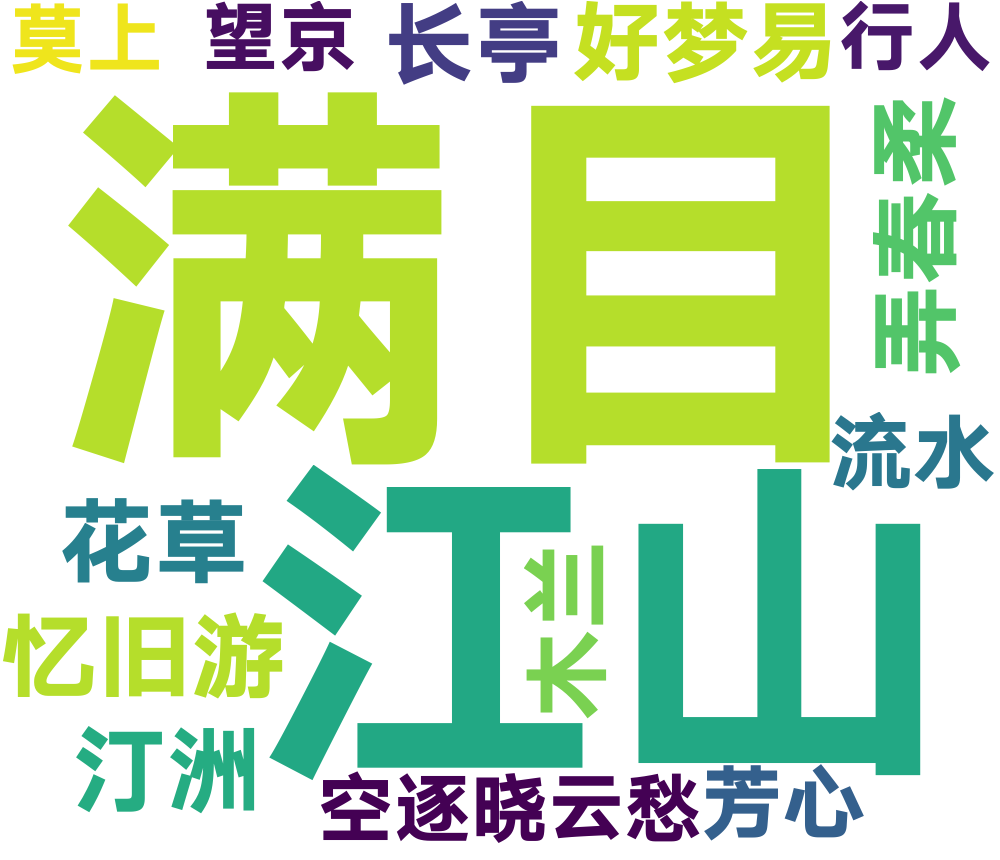 莫上
望京
长亭
好梦易
行人
满目
弄春柔
流水
江山
花草
木兰
忆旧游
汀洲
空逐晓云愁
芳心